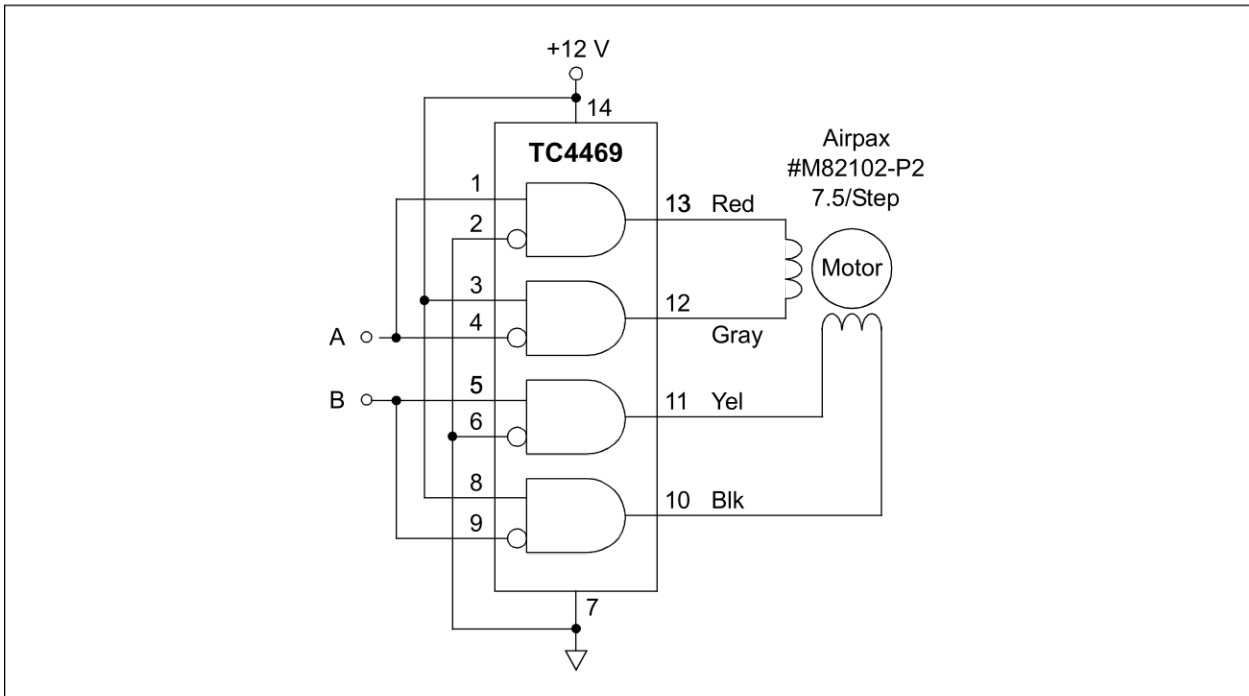 +12 V
14
TC4469
Airpax
#M82102-P2
7.5/Step
1
13 Red
2
Motor
3
12
4
Gray
A
5
11 Yel
B
6
8
10 Blk
9
7